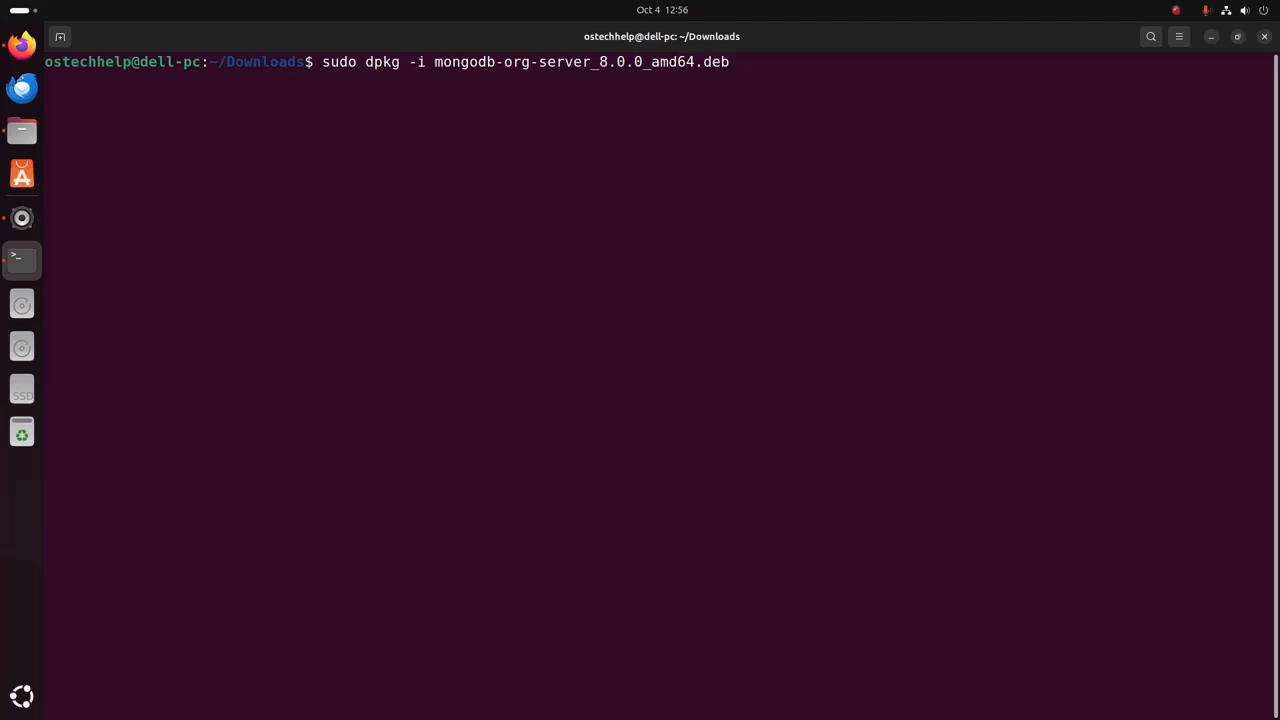 Oct 4 12:56
ostechhelp@dell-pc: ~/Downloads
ostechhelp@dell-pc:~/Downloads$ sudo dpkg -i mongodb-org-server_8.0.0_amd64.deb
>_
SSD